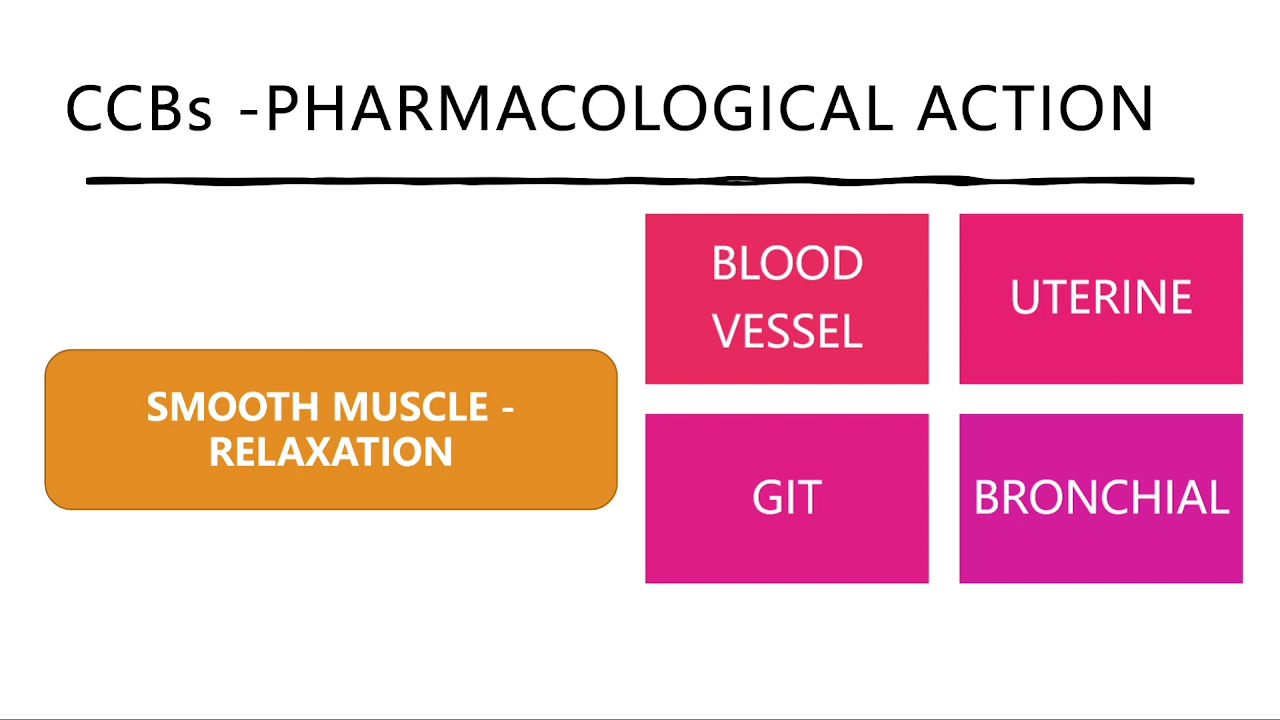 CCBs -PHARMACOLOGICAL ACTION
SMOOTH MUSCLE -
RELAXATION
BLOOD
VESSEL
UTERINE
GIT
BRONCHIAL